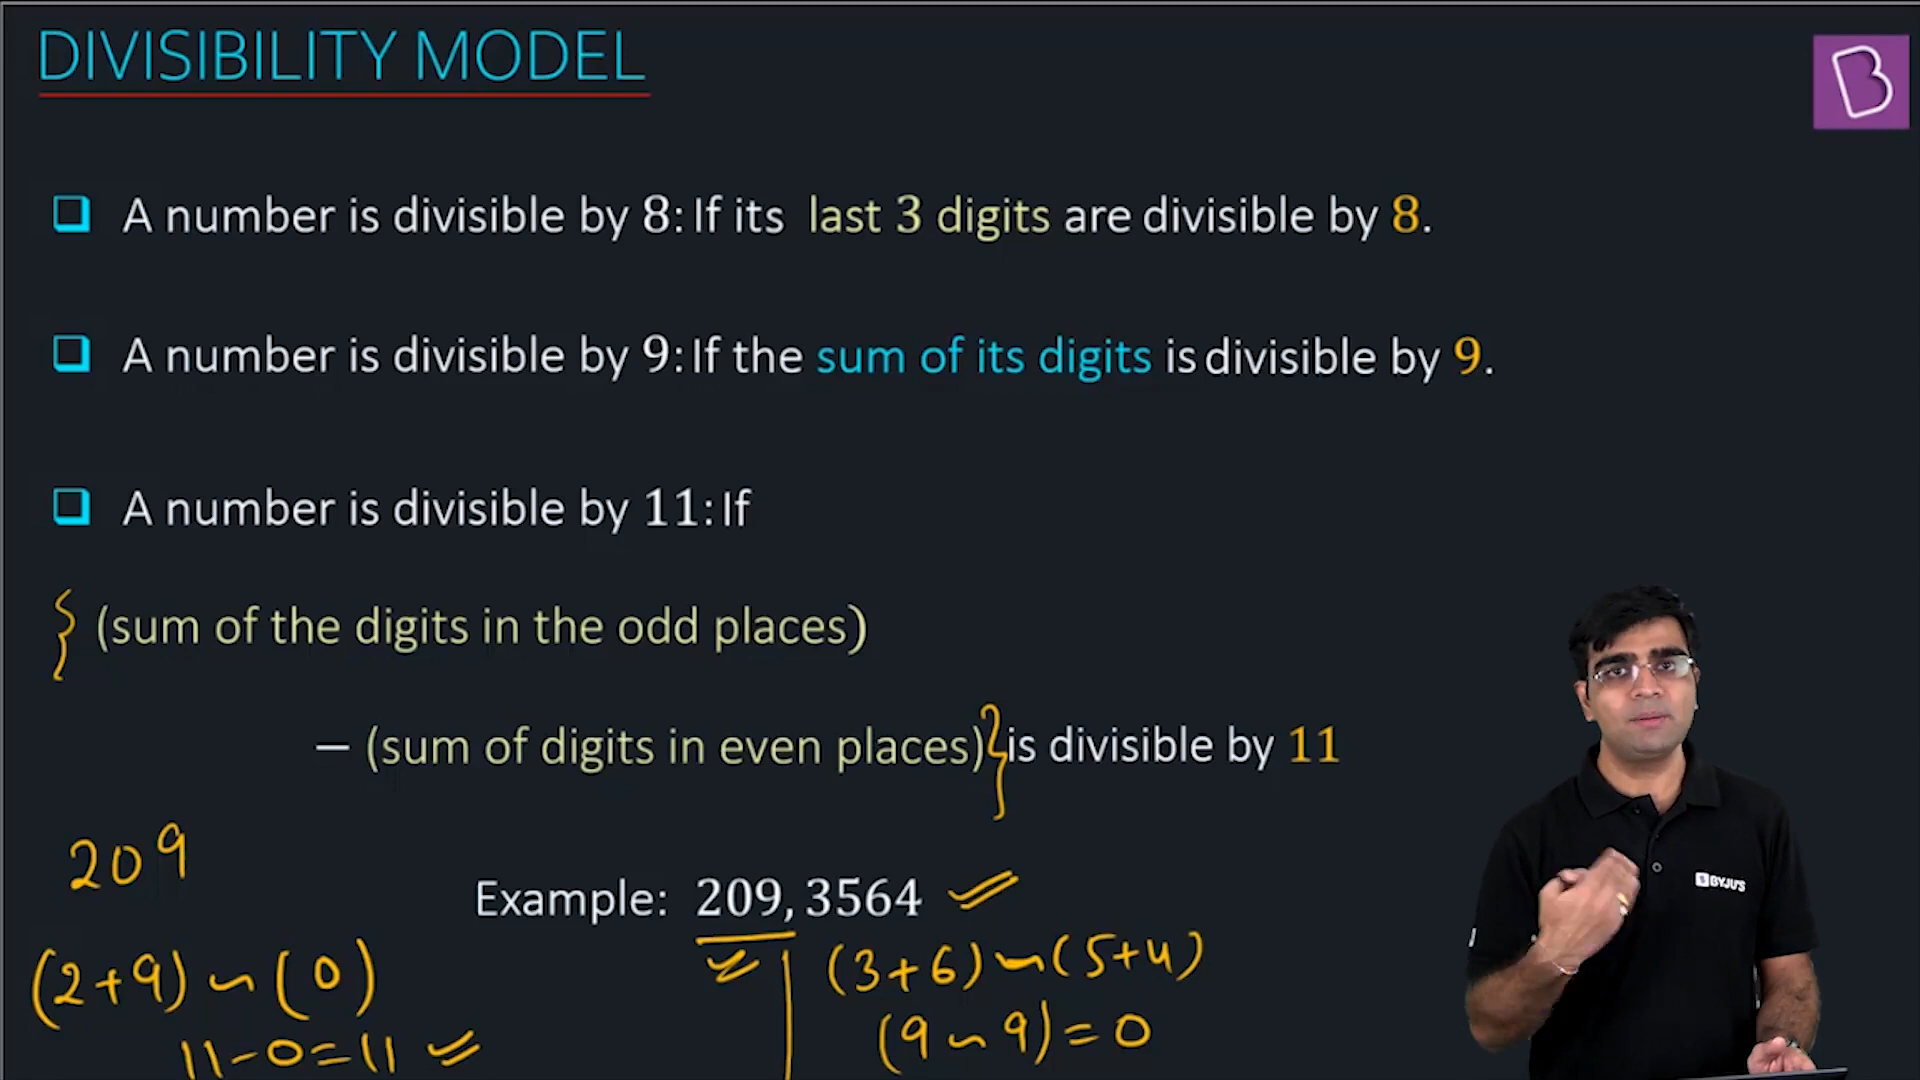 DIVISIBILITY MODEL
B
A number is divisible by 8: If its last 3 digits are divisible by 8.
A number is divisible by 9: If the sum of its digits is divisible by 9.
A number is divisible by 11: If
{ (sum of the digits in the odd places)
– (sum of digits in even places)} is divisible by 11
209
Example: 209, 3564
(2+9) ~ (0)
11-0=11
(3+6) ~ (5+4)
(9 ~ 9) = 0
BYJU'S